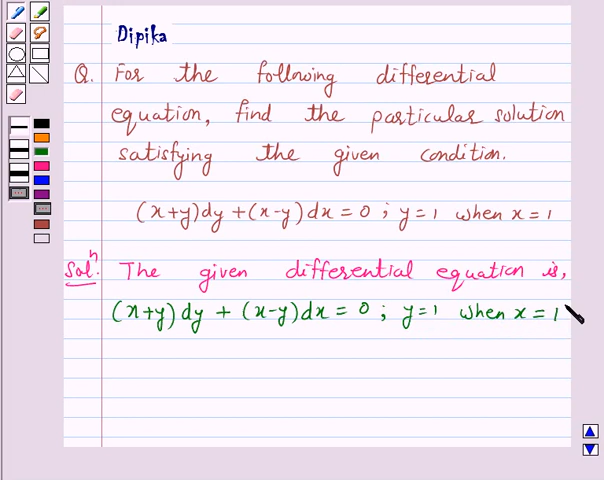 Dipika
Q. For the following differential
equation, find the particular solution
satisfying the given condition.
(x+y)dy+(x-y)dx=0; y=1 when x=1
Solⁿ. The given differential equation is,
(x+y)dy + (x-y)dx = 0; y=1 when x=1